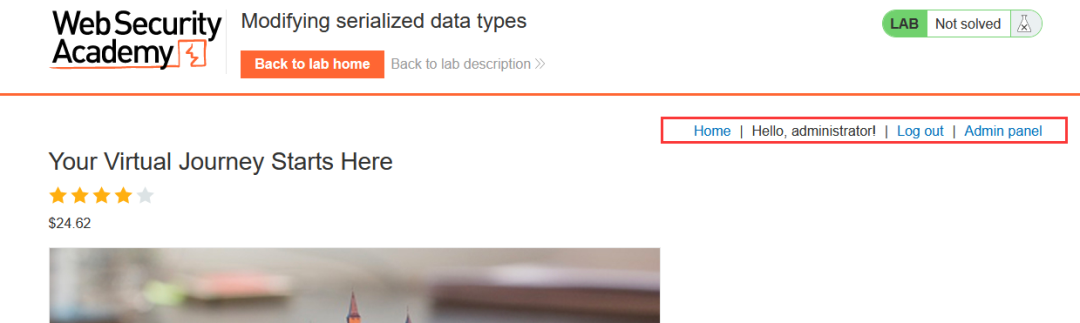 Web Security
Academy
Modifying serialized data types
LAB Not solved
Back to lab home Back to lab description
Home | Hello, administrator! | Log out | Admin panel
Your Virtual Journey Starts Here
$24.62